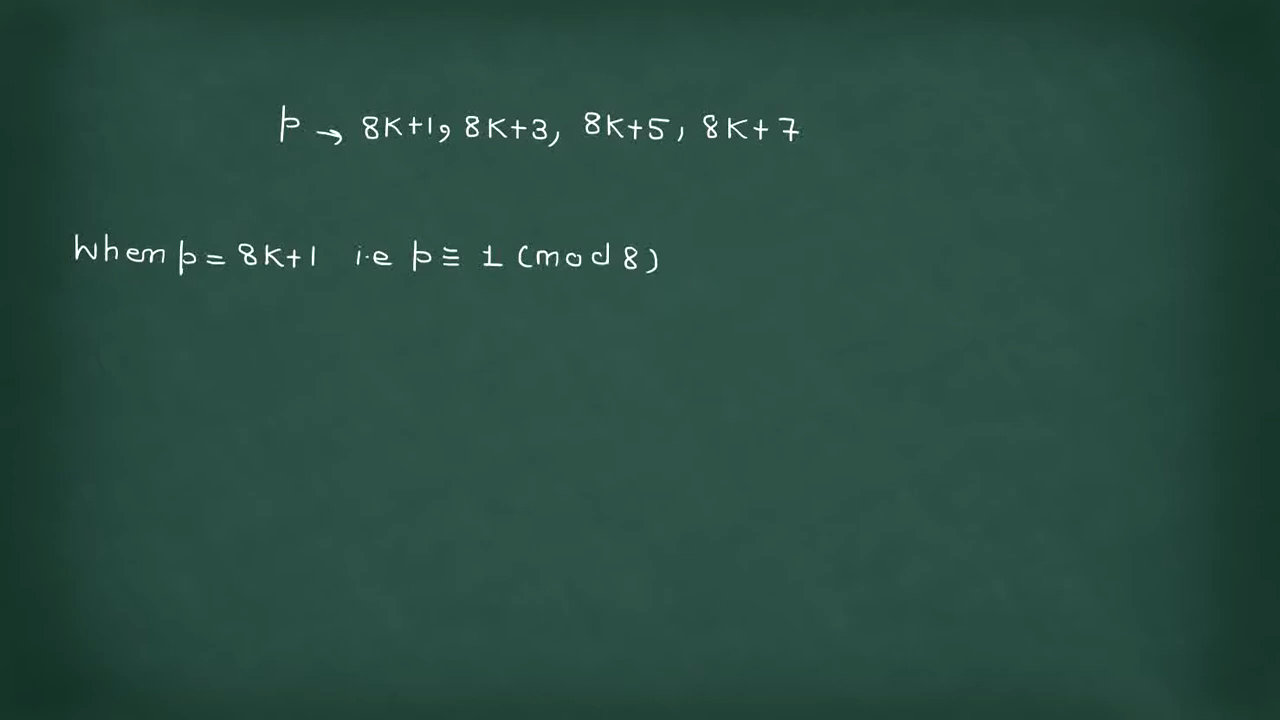 p → 8K+1, 8K+3, 8K+5, 8K+7
When p = 8K+1 i.e p ≡ 1 (mod 8)